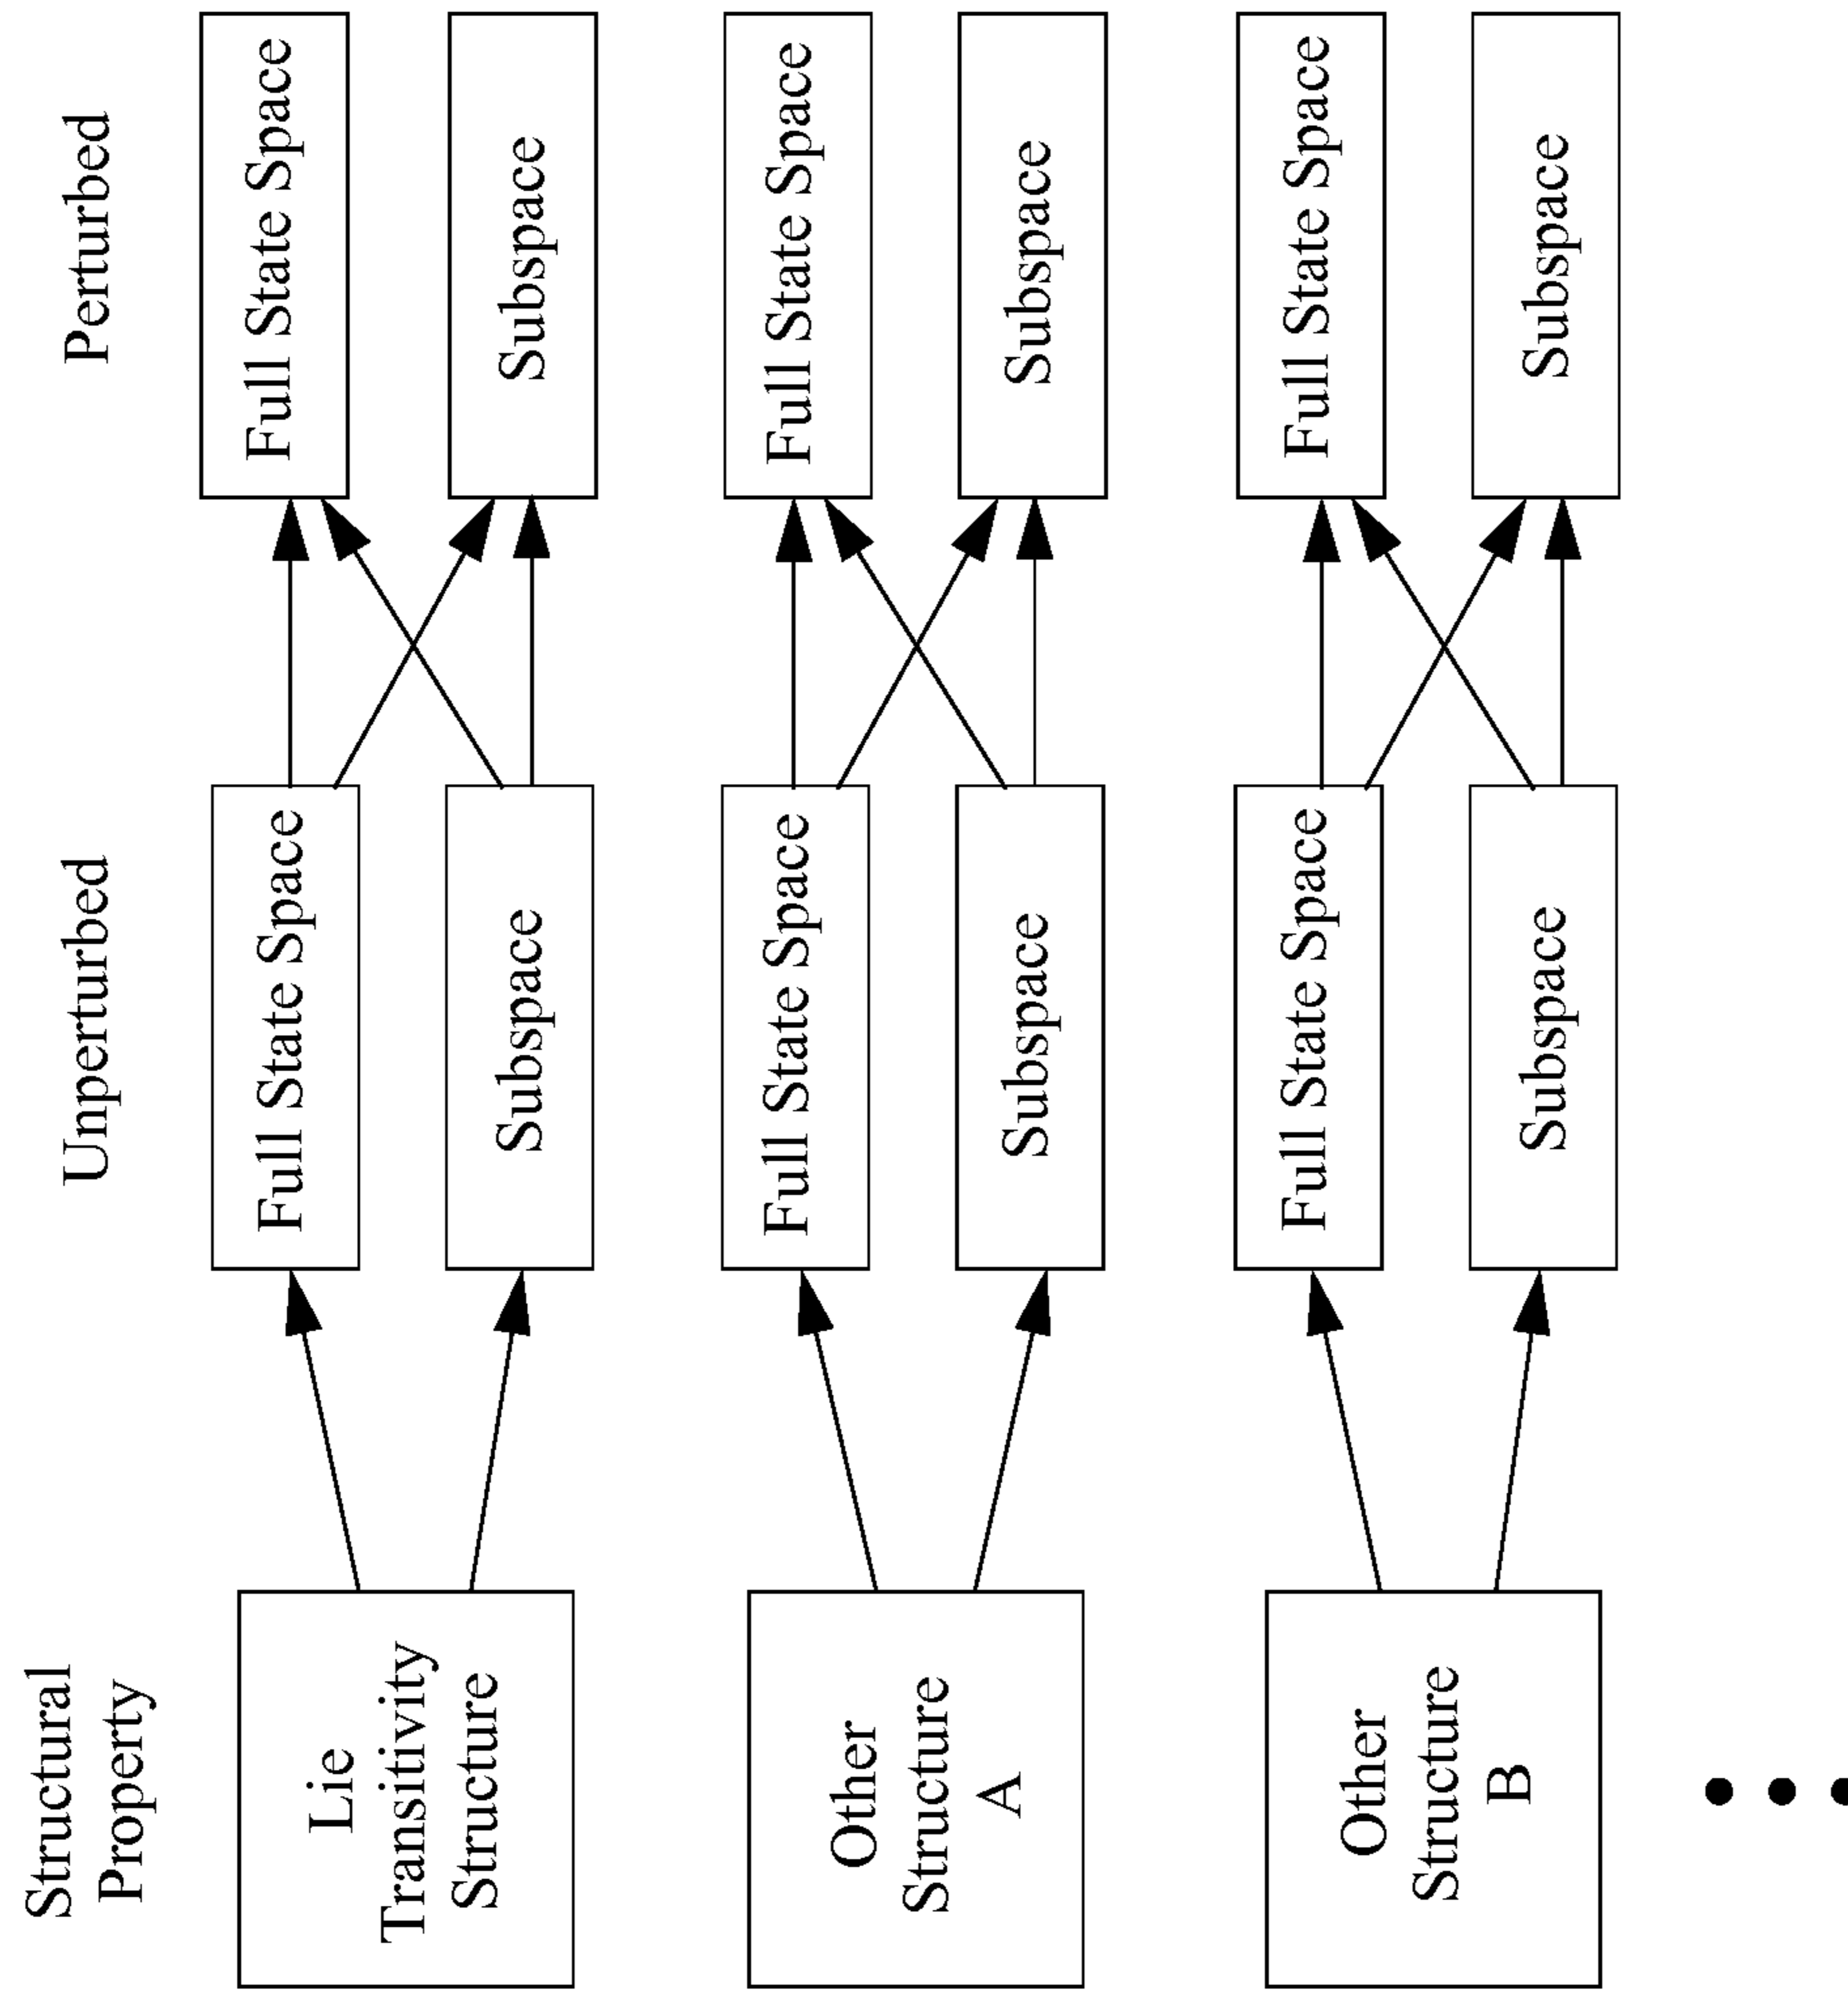 Structural
Property
Unperturbed
Perturbed
Lie
Transitivity
Structure
Full State Space
Subspace
Full State Space
Subspace
Other
Structure
A
Full State Space
Subspace
Full State Space
Subspace
Other
Structure
B
Full State Space
Subspace
Full State Space
Subspace